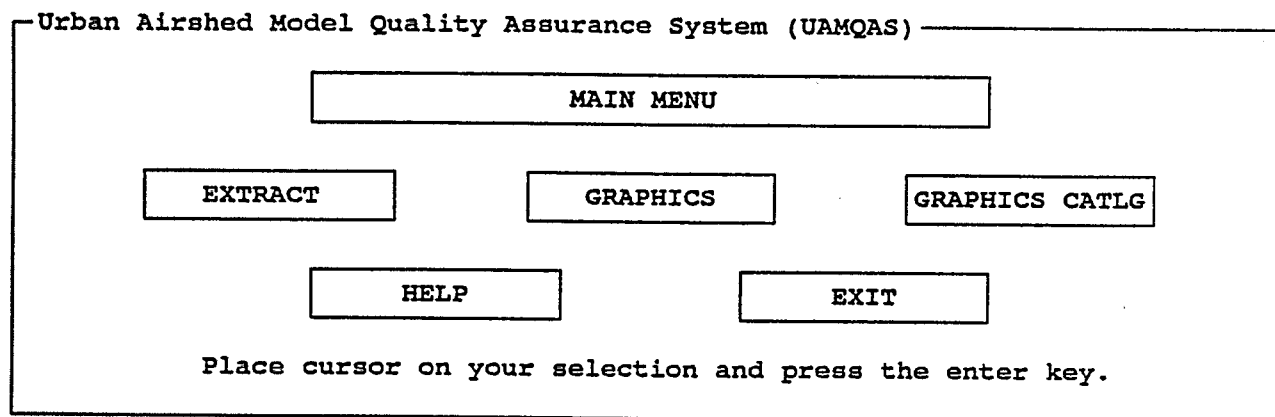 Urban Airshed Model Quality Assurance System (UAMQAS)
MAIN MENU
EXTRACT GRAPHICS GRAPHICS CATLG
HELP EXIT
Place cursor on your selection and press the enter key.